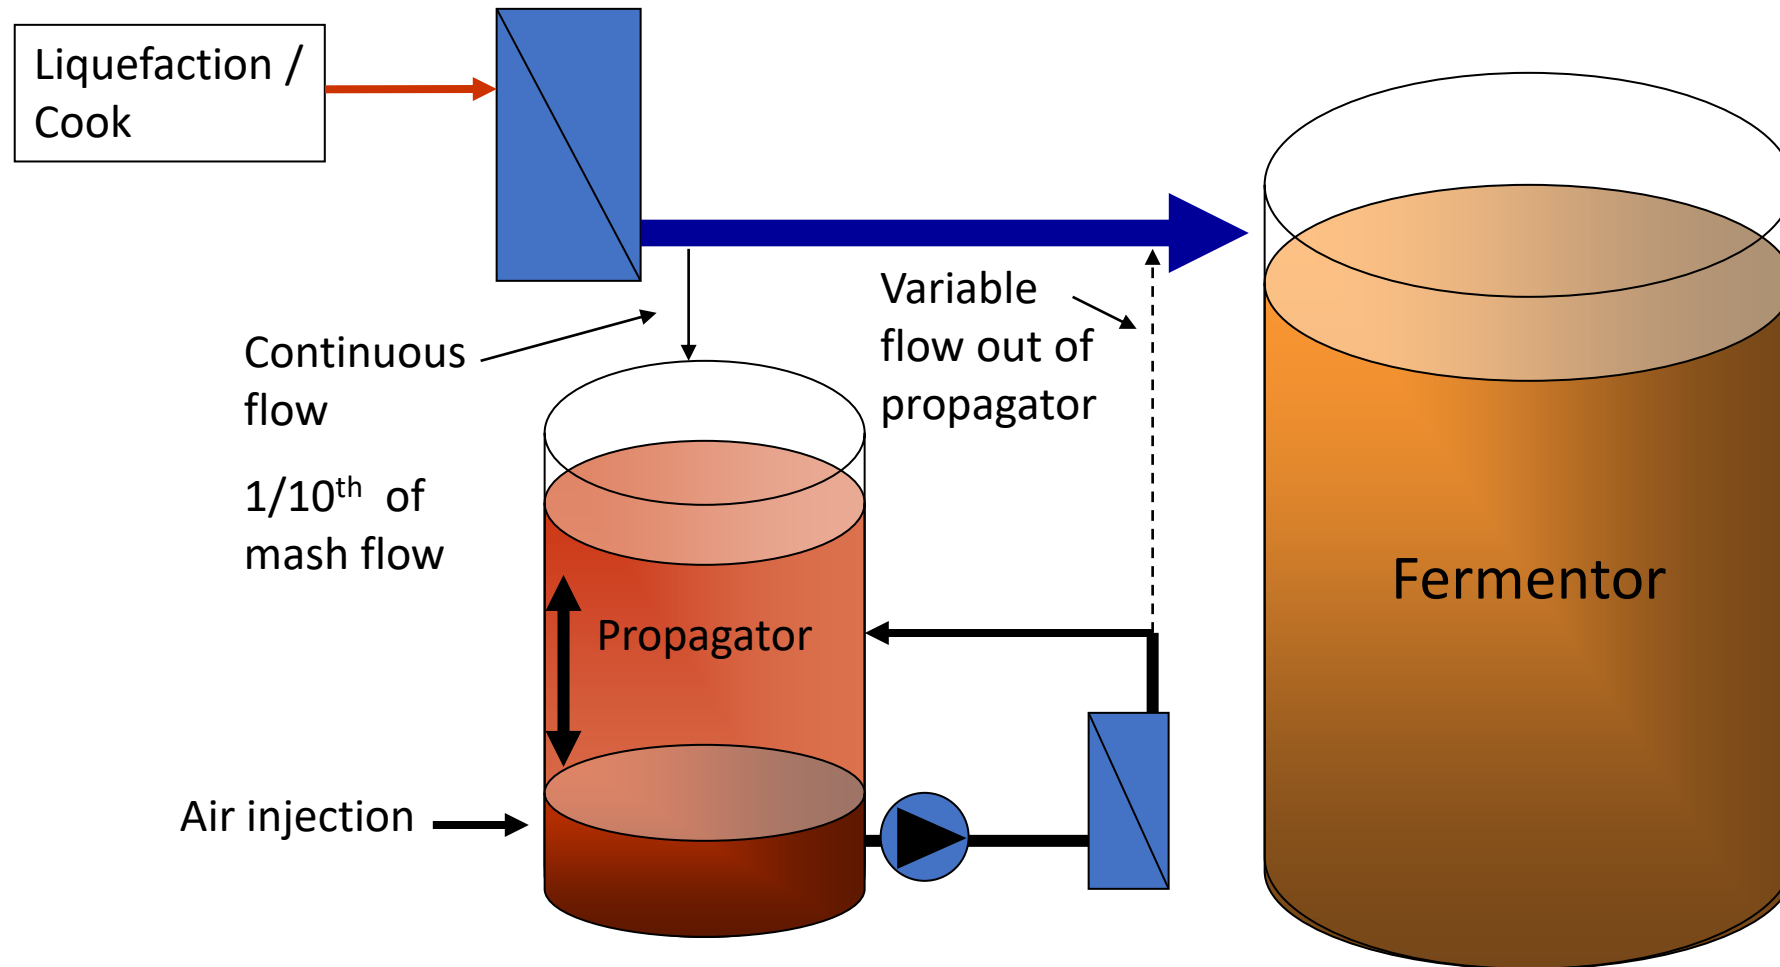 Liquefaction /
Cook
Continuous
flow
1/10th  of
mash flow
Variable
flow out of
propagator
Propagator
Air injection
Fermentor